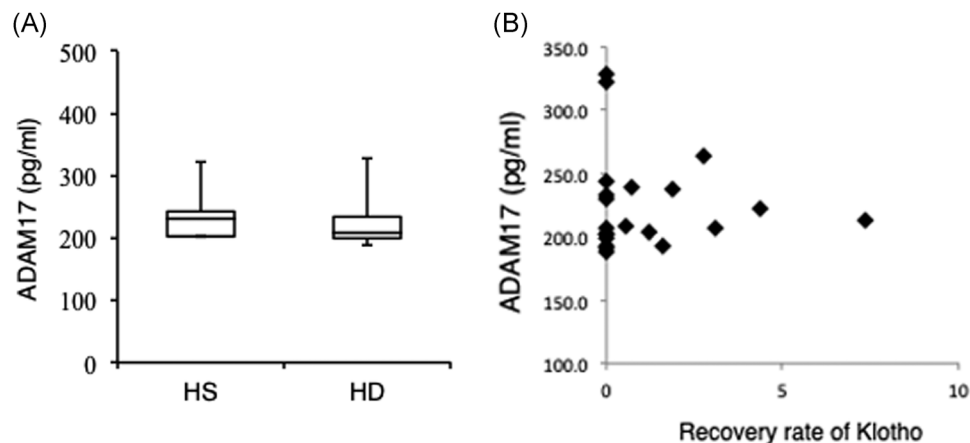 (A)
500
400
300
200
100
0
ADAM17 (pg/ml)
HS HD
(B)
350.0
300.0
250.0
200.0
150.0
100.0
ADAM17 (pg/ml)
0 5 10
Recovery rate of Klotho